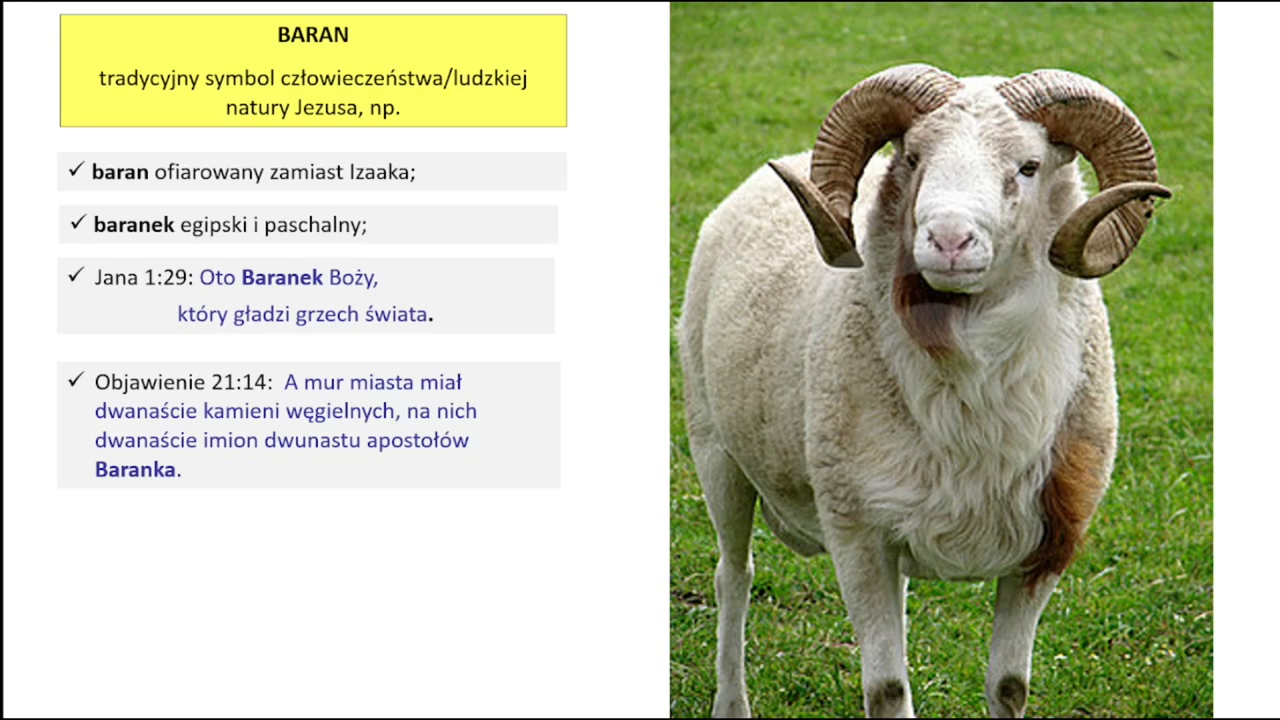 BARAN
tradycyjny symbol człowieczeństwa/ludzkiej
natury Jezusa, np.
✓ baran ofiarowany zamiast Izaaka;
✓ baranek egipski i paschalny;
✓ Jana 1:29: Oto Baranek Boży,
który gładzi grzech świata.
✓ Objawienie 21:14: A mur miasta miał
dwanaście kamieni węgielnych, na nich
dwanaście imion dwunastu apostołów
Baranka.